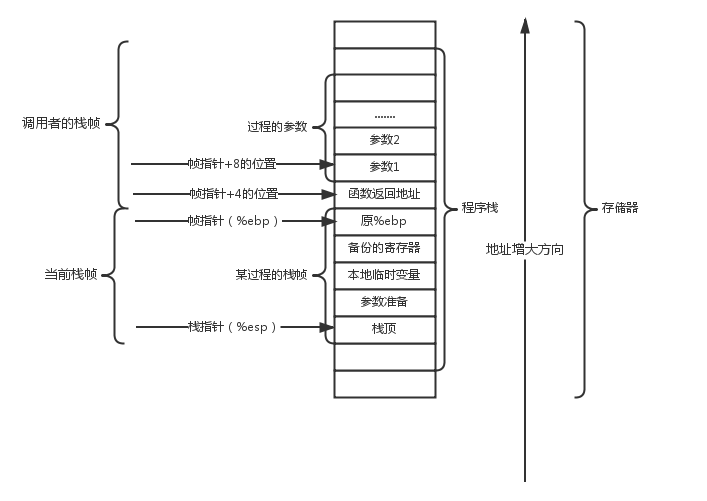 .......
调用者的栈帧
过程的参数
参数2
帧指针+8的位置
参数1
帧指针+4的位置
函数返回地址
程序栈
存储器
帧指针（%ebp）
原%ebp
备份的寄存器
地址增大方向
当前栈帧
某过程的栈帧
本地临时变量
参数准备
栈指针（%esp）
栈顶